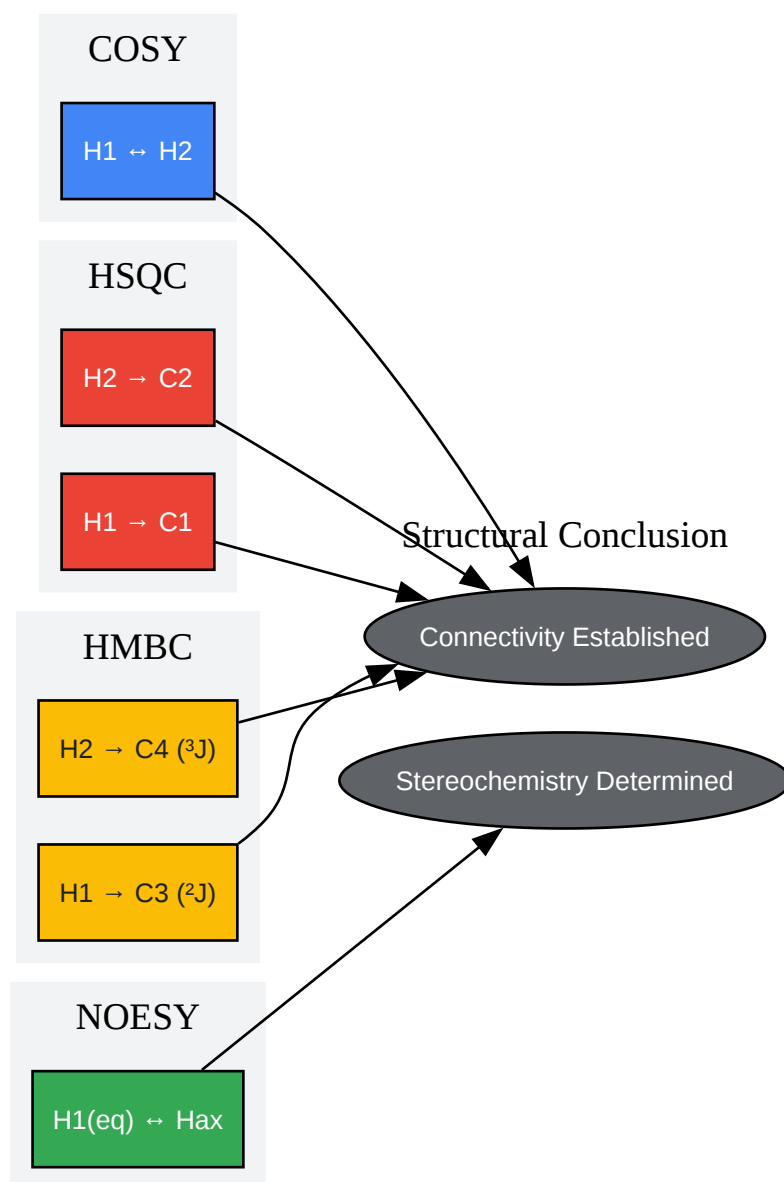 COSY
H1 ↔ H2
HSQC
H2 → C2
H1 → C1
Structural Conclusion
Connectivity Established
HMBC
H2 → C4 (³J)
Stereochemistry Determined
H1 → C3 (²J)
NOESY
H1(eq) ↔ Hax